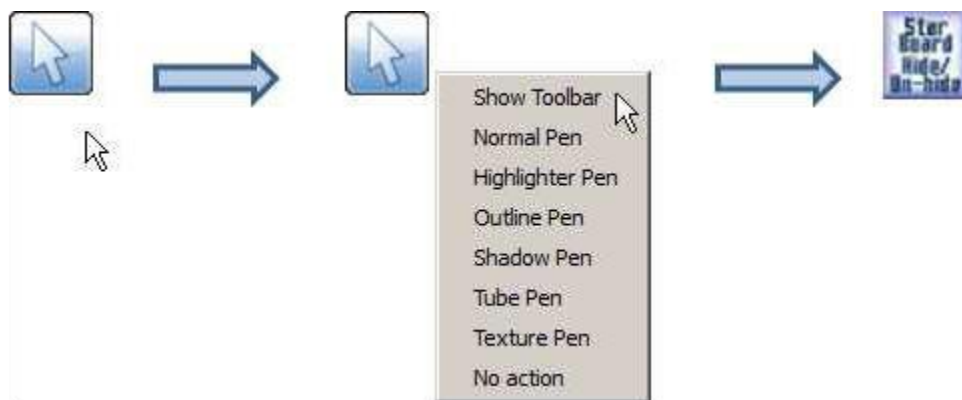 Show Toolbar
Normal Pen
Highlighter Pen
Outline Pen
Shadow Pen
Tube Pen
Texture Pen
No action
Star
Board
Hide/
Un-hide